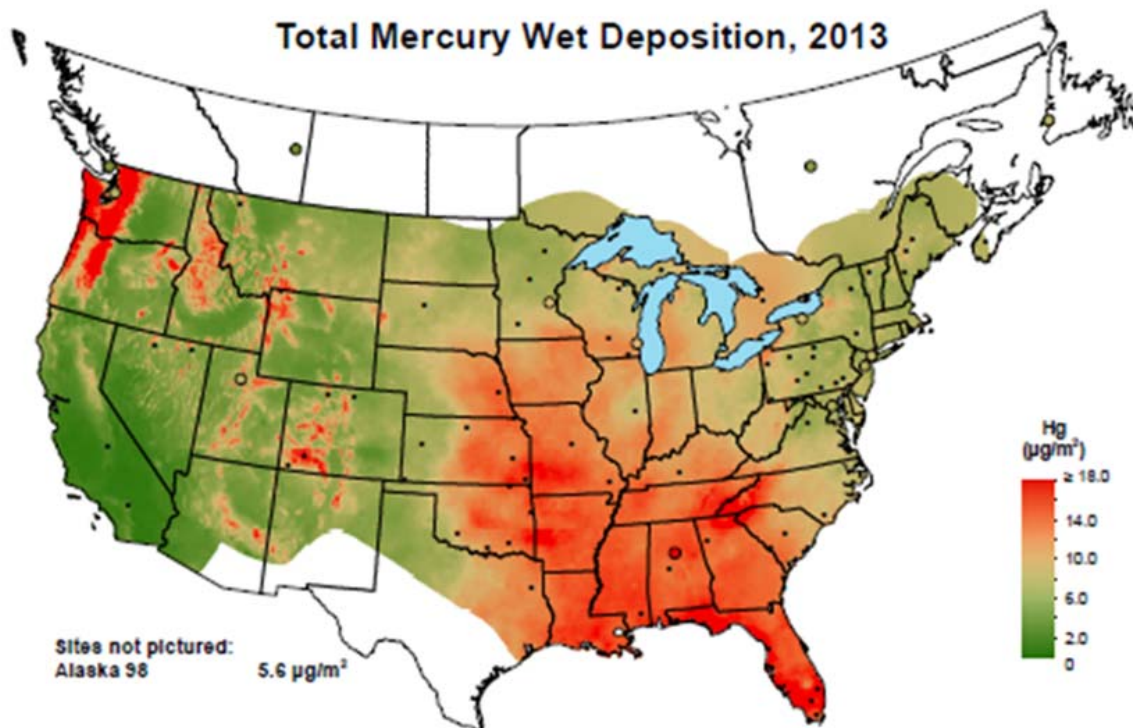 Total Mercury Wet Deposition, 2013
Hg
(µg/m²)
≥ 18.0
14.0
10.0
6.0
2.0
0
Sites not pictured:
Alaska 98 5.6 µg/m²